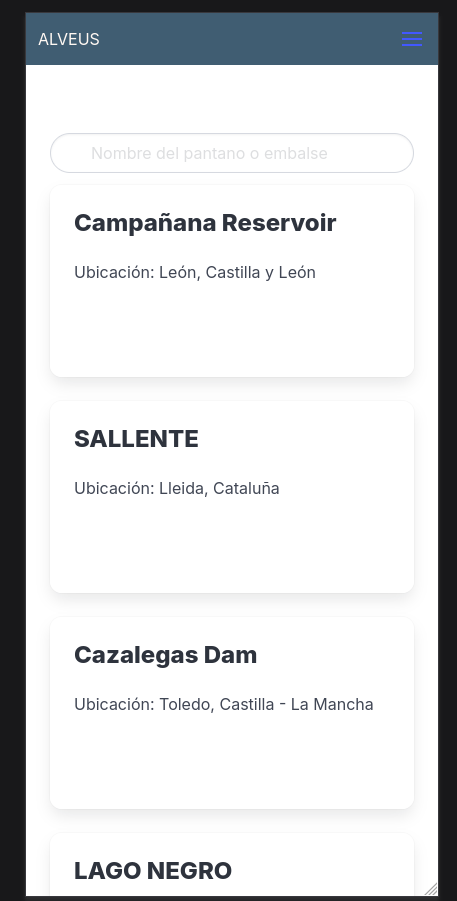 ALVEUS
Nombre del pantano o embalse
Campañana Reservoir
Ubicación: León, Castilla y León
SALLENTE
Ubicación: Lleida, Cataluña
Cazalegas Dam
Ubicación: Toledo, Castilla - La Mancha
LAGO NEGRO